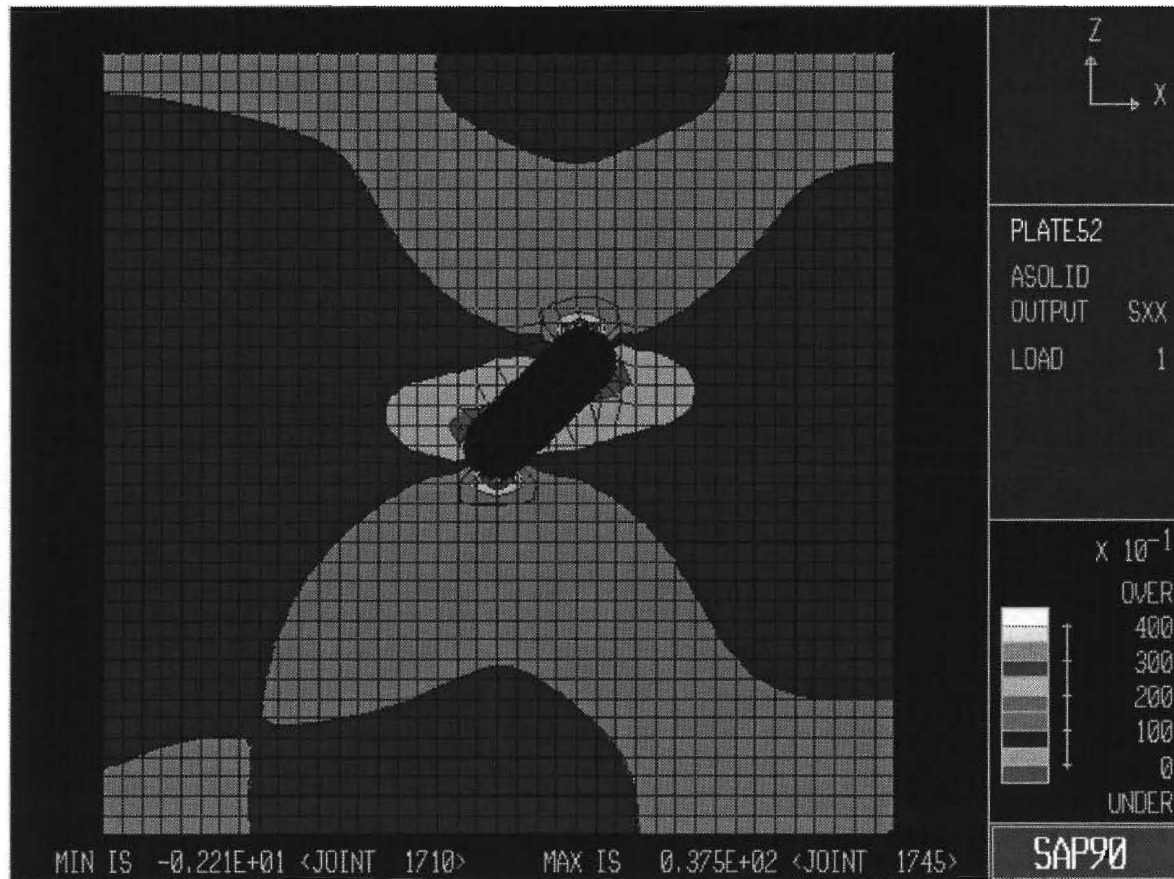 Z
X
PLATE52
ASOLID
OUTPUT SXX
LOAD 1
X 10⁻¹
OVER
400
300
200
100
0
UNDER
MIN IS -0.221E+01 <JOINT 1710> MAX IS 0.375E+02 <JOINT 1745>
SAP90